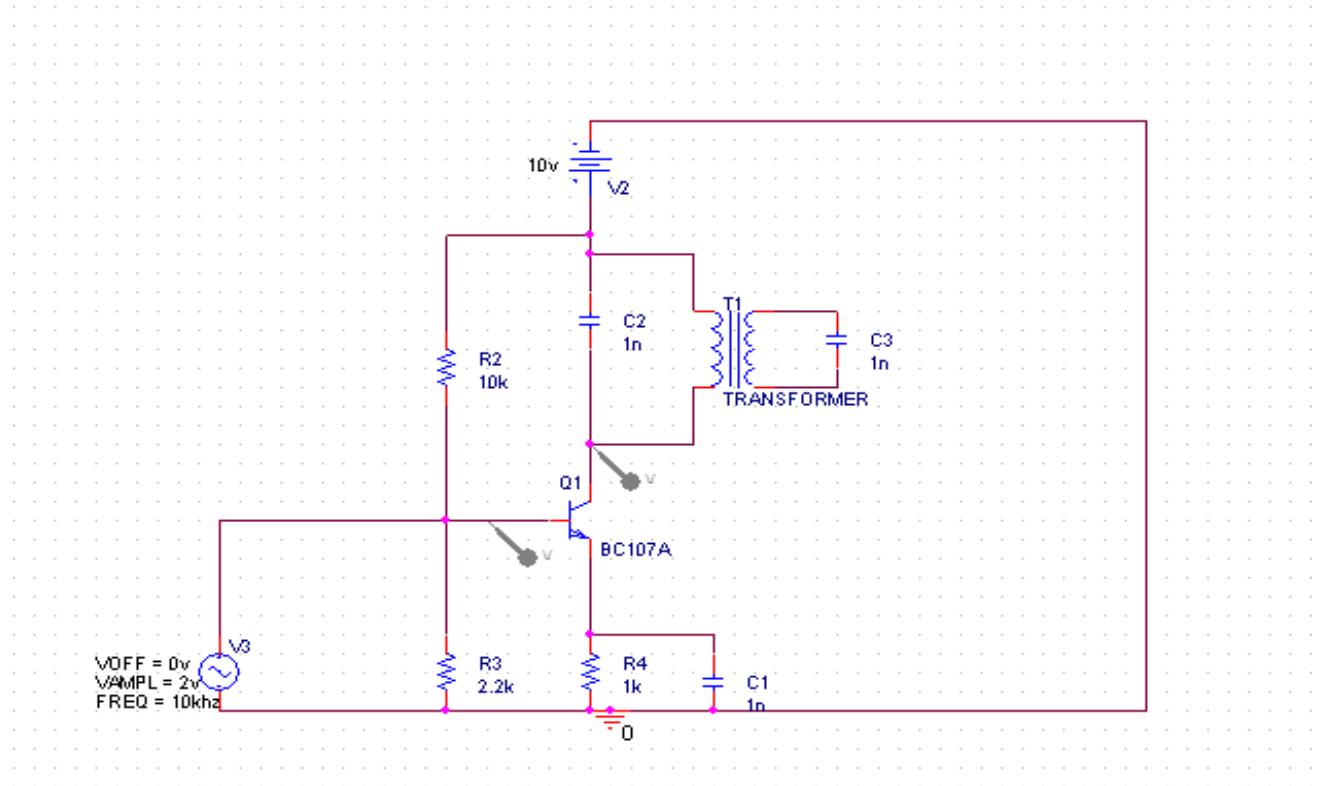 10v
V2
T1
C2
1n
C3
1n
R2
10k
TRANSFORMER
Q1
V
BC107A
V
V3
VOFF = 0v
VAMPL = 2v
FREQ = 10khz
R3
2.2k
R4
1k
C1
1n
0